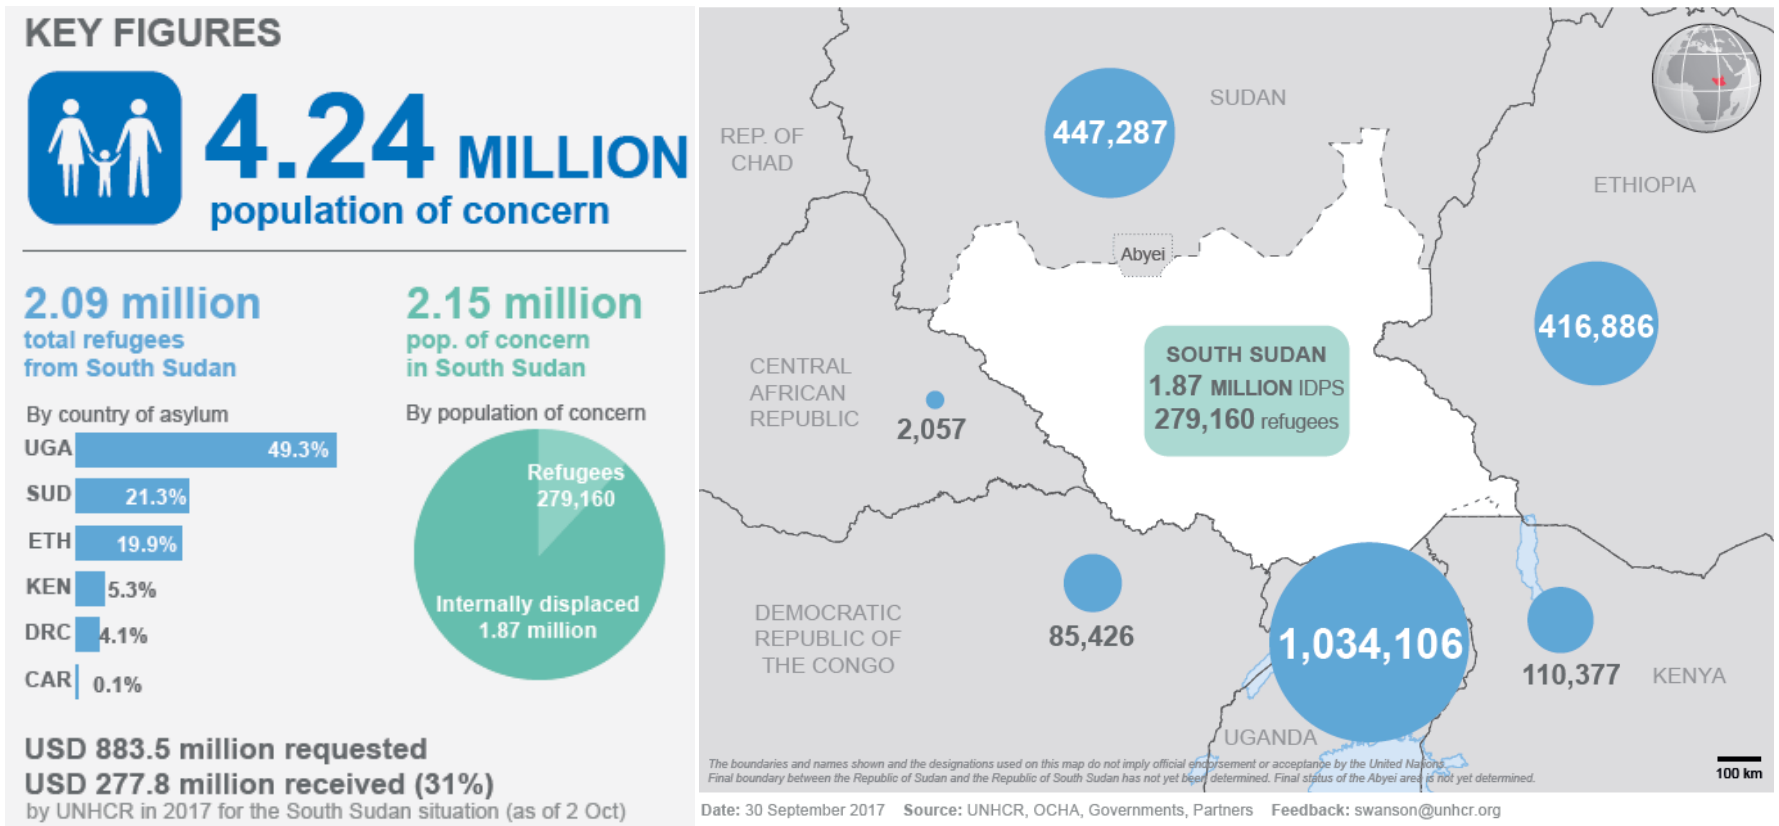 KEY FIGURES
4.24 MILLION
population of concern
2.09 million
total refugees
from South Sudan
By country of asylum
UGA 49.3%
SUD 21.3%
ETH 19.9%
KEN 5.3%
DRC 4.1%
CAR 0.1%
2.15 million
pop. of concern
in South Sudan
By population of concern
Refugees
279,160
Internally displaced
1.87 million
USD 883.5 million requested
USD 277.8 million received (31%)
by UNHCR in 2017 for the South Sudan situation (as of 2 Oct)
SUDAN
447,287
REP. OF
CHAD
ETHIOPIA
416,886
Abyei
SOUTH SUDAN
1.87 MILLION IDPS
279,160 refugees
CENTRAL
AFRICAN
REPUBLIC
2,057
DEMOCRATIC
REPUBLIC OF
THE CONGO
85,426
1,034,106
UGANDA
110,377
KENYA
The boundaries and names shown and the designations used on this map do not imply official endorsement or acceptance by the United Nations.
Final boundary between the Republic of Sudan and the Republic of South Sudan has not yet been determined. Final status of the Abyei area is not yet determined.
100 km
Date: 30 September 2017 Source: UNHCR, OCHA, Governments, Partners Feedback: swanson@unhcr.org